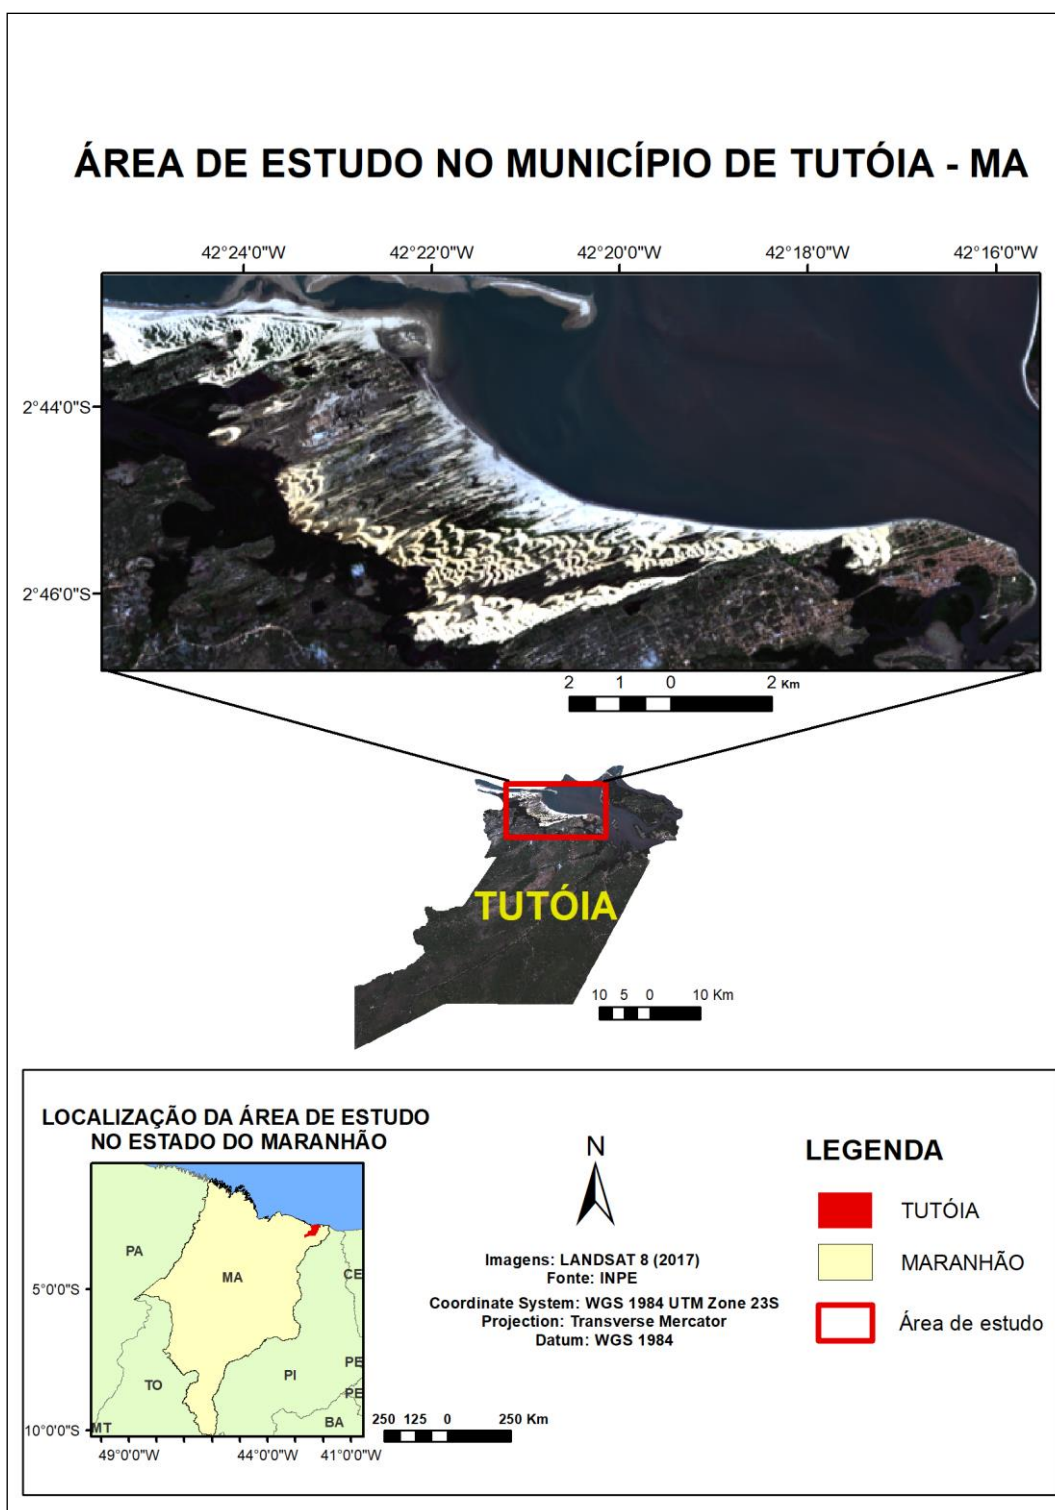 ÁREA DE ESTUDO NO MUNICÍPIO DE TUTÓIA - MA
42°24'0"W 42°22'0"W 42°20'0"W 42°18'0"W 42°16'0"W
2°44'0"S
2°46'0"S
2 1 0 2 Km
TUTÓIA
10 5 0 10 Km
LOCALIZAÇÃO DA ÁREA DE ESTUDO
NO ESTADO DO MARANHÃO
PA
MA
CE
5°0'0"S
PI
PE
TO
PE
BA
MT
10°0'0"S
49°0'0"W 44°0'0"W 41°0'0"W
250 125 0 250 Km
N
Imagens: LANDSAT 8 (2017)
Fonte: INPE
Coordinate System: WGS 1984 UTM Zone 23S
Projection: Transverse Mercator
Datum: WGS 1984
LEGENDA
TUTÓIA
MARANHÃO
Área de estudo